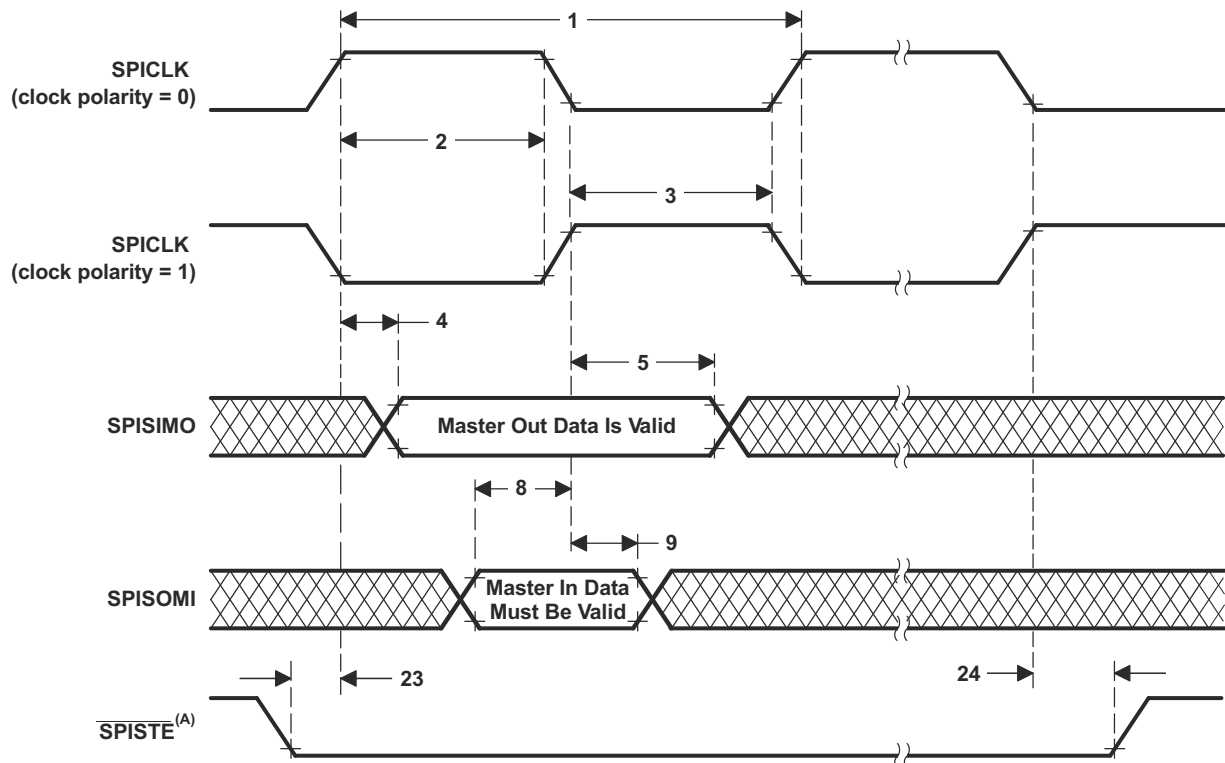 1
SPICLK
(clock polarity = 0)
2
3
SPICLK
(clock polarity = 1)
4
5
SPISIMO
Master Out Data Is Valid
8
9
SPISOMI
Master In Data
Must Be Valid
23
24
SPISTE(A)